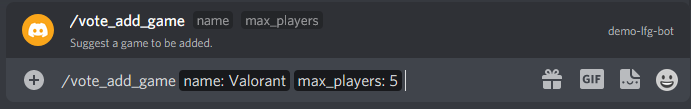 /vote_add_game name max_players
Suggest a game to be added.
demo-lfg-bot
/vote_add_game name: Valorant max_players: 5
GIF